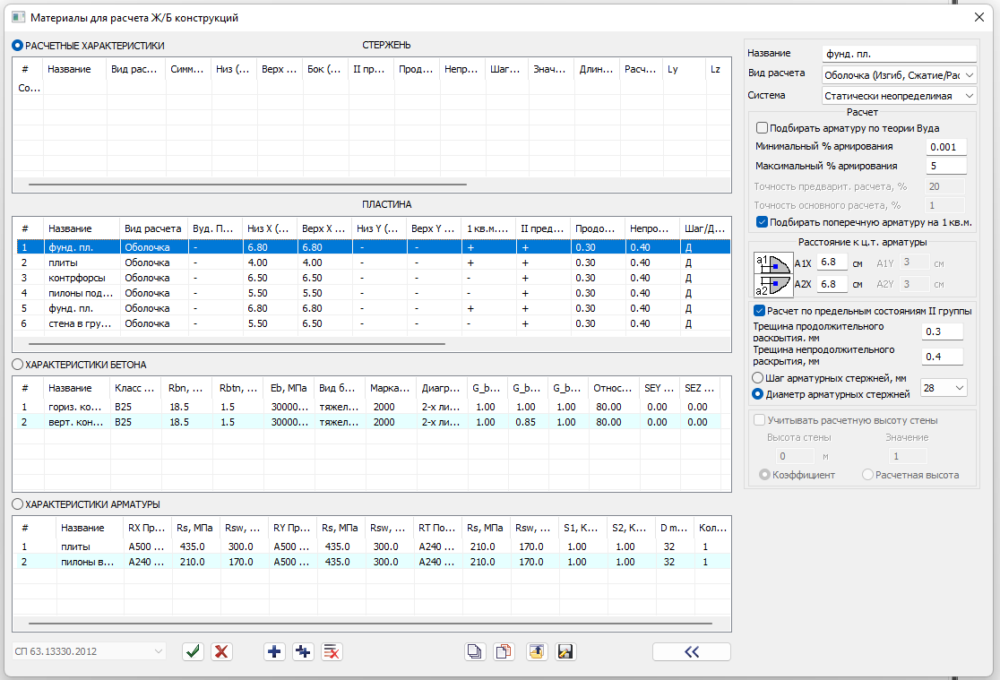 Материалы для расчета Ж/Б конструкций
РАСЧЕТНЫЕ ХАРАКТЕРИСТИКИ
СТЕРЖЕНЬ
# Название Вид рас... Симм... Низ (... Верх ... Бок (... II пр... Прод... Непр... Шаг... Знач... Длин... Расч... Ly Lz
Со...
ПЛАСТИНА
# Название Вид расчета Вуд. П... Низ X (... Верх X ... Низ Y (... Верх Y ... 1 кв.м.... II пред... Продо... Непро... Шаг/Д...
1 фунд. пл. Оболочка - 6.80 6.80 - - + + 0.30 0.40 Д
2 плиты Оболочка - 4.00 4.00 - - + + 0.30 0.40 Д
3 контрфорсы Оболочка - 6.50 6.50 - - - + 0.30 0.40 Д
4 пилоны под... Оболочка - 5.50 5.50 - - - + 0.30 0.40 Д
5 фунд. пл. Оболочка - 6.80 6.80 - - + + 0.30 0.40 Д
6 стена в гру... Оболочка - 5.50 6.50 - - - + 0.30 0.40 Д
ХАРАКТЕРИСТИКИ БЕТОНА
# Название Класс ... Rbn, ... Rbtn, ... Eb, МПа Вид б... Марка... Диагр... G_b... G_b... G_b... Относ... SEY ... SEZ ...
1 гориз. ко... B25 18.5 1.5 30000... тяжел... 2000 2-х ли... 1.00 1.00 1.00 80.00 0.00 0.00
2 верт. кон... B25 18.5 1.5 30000... тяжел... 2000 2-х ли... 1.00 0.85 1.00 80.00 0.00 0.00
ХАРАКТЕРИСТИКИ АРМАТУРЫ
# Название RX Пр... Rs, МПа Rsw, ... RY Пр... Rs, МПа Rsw, ... RT По... Rs, МПа Rsw, ... S1, К... S2, К... D m... Кол...
1 плиты A500 ... 435.0 300.0 A500 ... 435.0 300.0 A240 ... 210.0 170.0 1.00 1.00 32 1
2 пилоны в... A240 ... 210.0 170.0 A500 ... 435.0 300.0 A240 ... 210.0 170.0 1.00 1.00 32 1
СП 63.13330.2012
Название фунд. пл.
Вид расчета Оболочка (Изгиб, Сжатие/Рас
Система Статически неопределимая
Расчет
Подбирать арматуру по теории Вуда
Минимальный % армирования 0.001
Максимальный % армирования 5
Точность предварит. расчета, % 20
Точность основного расчета, % 1
Подбирать поперечную арматуру на 1 кв.м.
Расстояние к ц.т. арматуры
a1 A1X 6.8 см A1Y 3 см
a2 A2X 6.8 см A2Y 3 см
Расчет по предельным состояниям II группы
Трещина продолжительного
раскрытия, мм 0.3
Трещина непродолжительного
раскрытия, мм 0.4
Шаг арматурных стержней, мм
Диаметр арматурных стержней 28
Учитывать расчетную высоту стены
Высота стены Значение
0 м 1
Коэффициент Расчетная высота